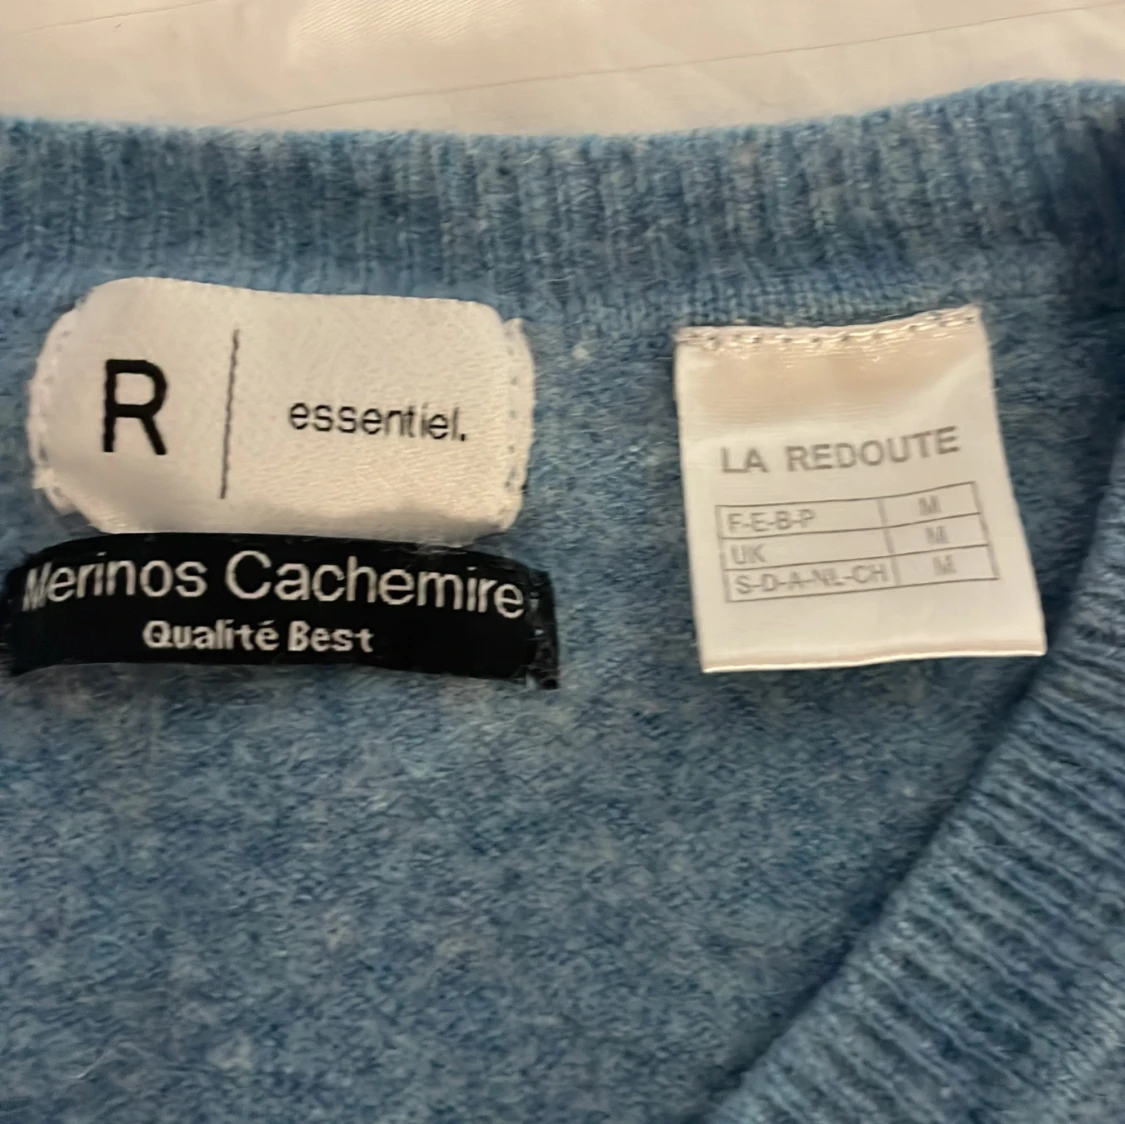 R | essentiel.
Merinos Cachemire
Qualité Best
LA REDOUTE
F-E-B-P M
UK M
S-D-A-NL-CH M